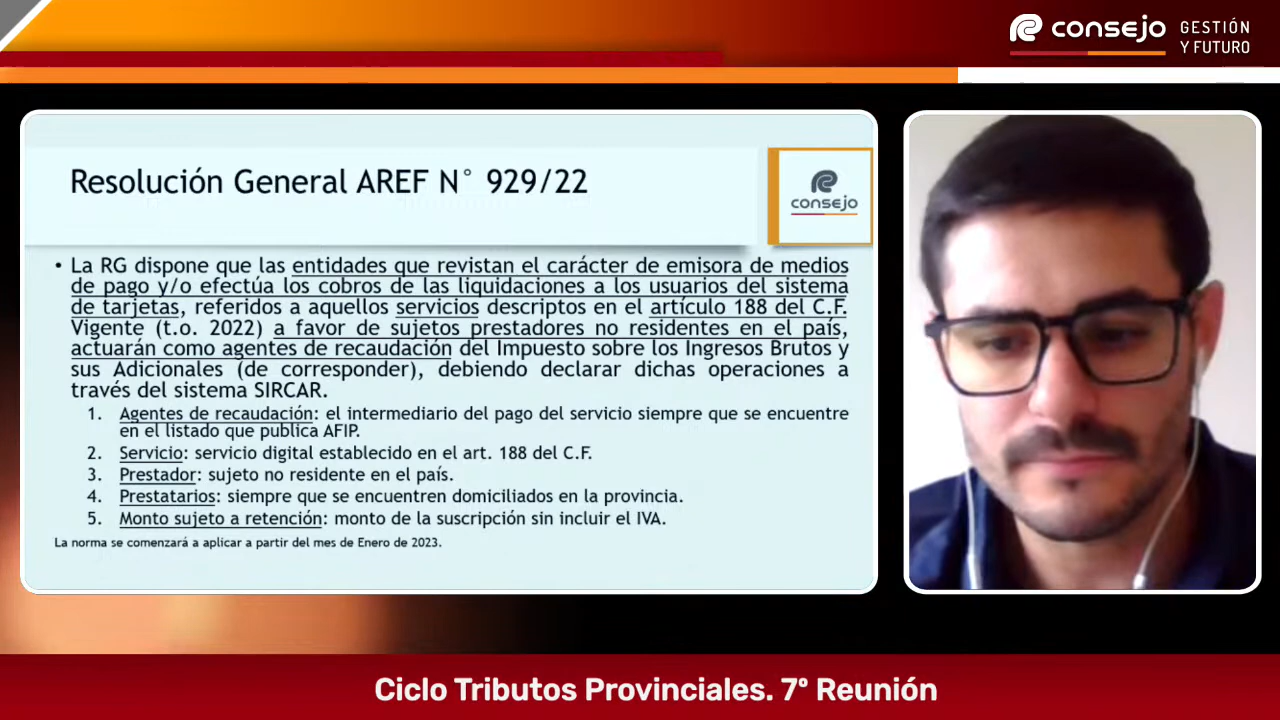 consejo
GESTIÓN
Y FUTURO
Resolución General AREF N° 929/22
consejo
• La RG dispone que las entidades que revistan el carácter de emisora de medios
de pago y/o efectúa los cobros de las liquidaciones a los usuarios del sistema
de tarjetas, referidos a aquellos servicios descriptos en el artículo 188 del C.F.
Vigente (t.o. 2022) a favor de sujetos prestadores no residentes en el país,
actuarán como agentes de recaudación del Impuesto sobre los Ingresos Brutos y
sus Adicionales (de corresponder), debiendo declarar dichas operaciones a
través del sistema SIRCAR.
1. Agentes de recaudación: el intermediario del pago del servicio siempre que se encuentre
en el listado que publica AFIP.
2. Servicio: servicio digital establecido en el art. 188 del C.F.
3. Prestador: sujeto no residente en el país.
4. Prestatarios: siempre que se encuentren domiciliados en la provincia.
5. Monto sujeto a retención: monto de la suscripción sin incluir el IVA.
La norma se comenzará a aplicar a partir del mes de Enero de 2023.
Ciclo Tributos Provinciales. 7º Reunión